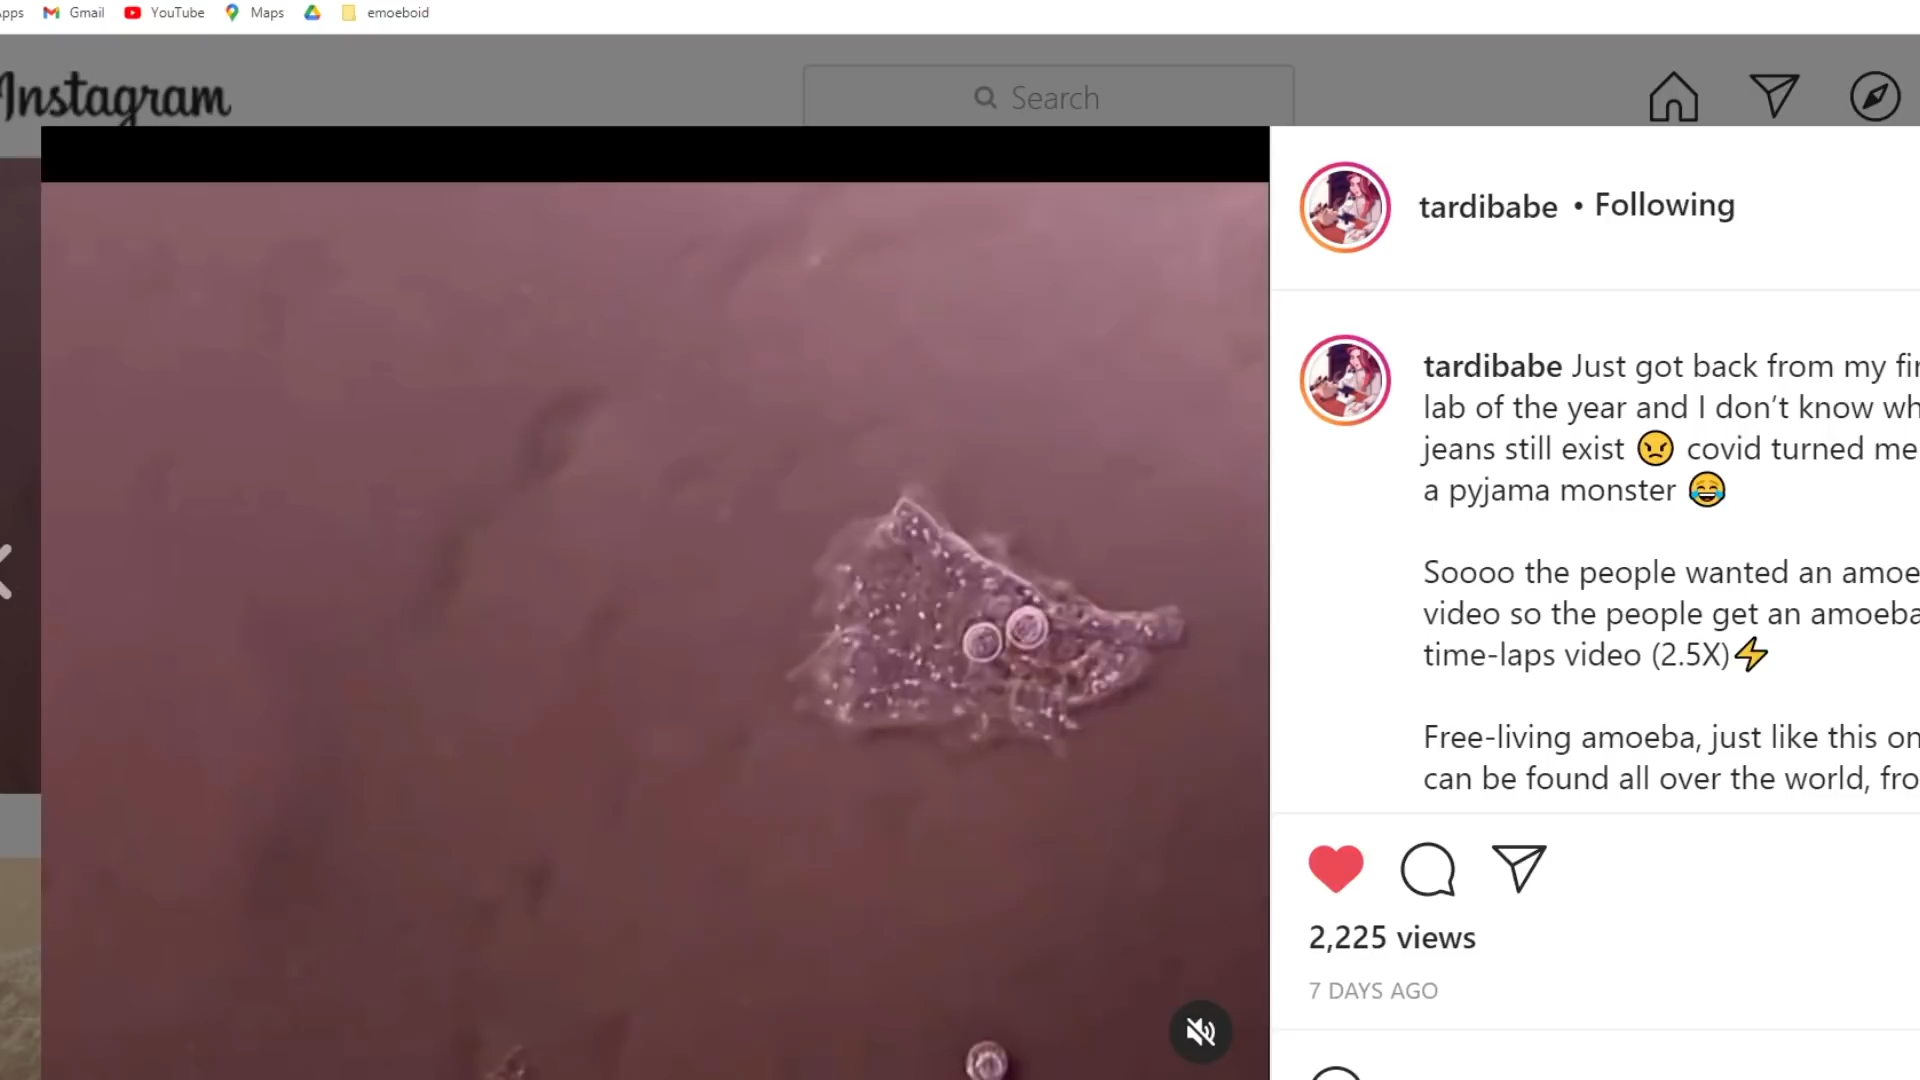 Gmail YouTube Maps emoeboid
Instagram
Search
tardibabe • Following
tardibabe Just got back from my
lab of the year and I don’t know
jeans still exist 😠 covid turned me
a pyjama monster 😂
Soooo the people wanted an
video so the people get an
time-laps video (2.5X)⚡
Free-living amoeba, just like this
can be found all over the world,
2,225 views
7 DAYS AGO